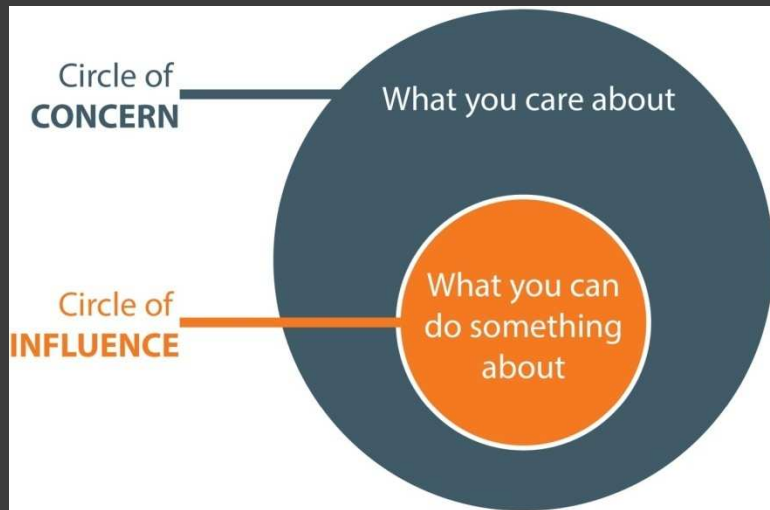 Circle of
CONCERN
What you care about
Circle of
INFLUENCE
What you can
do something
about